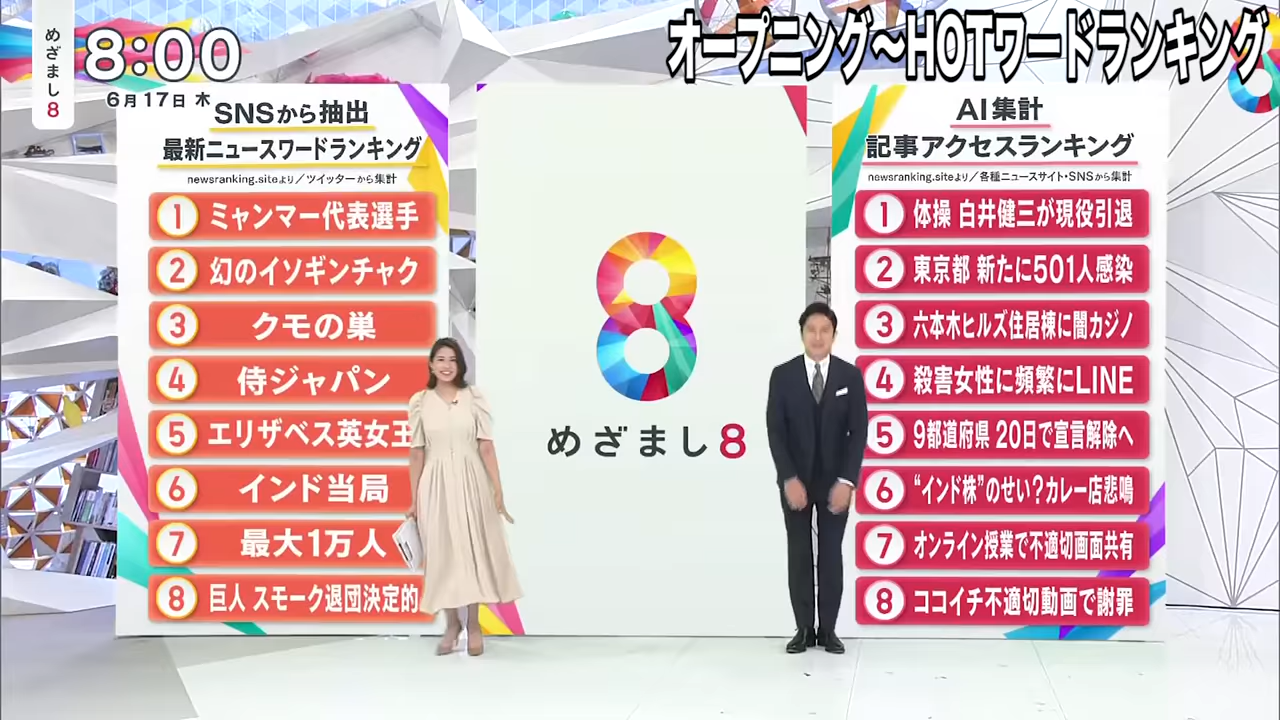 めざまし8
8:00
6月17日 木
オープニング～HOTワードランキング
SNSから抽出
最新ニュースワードランキング
newsranking.siteより／ツイッターから集計
1 ミャンマー代表選手
2 幻のイソギンチャク
3 クモの巣
4 侍ジャパン
5 エリザベス英女王
6 インド当局
7 最大1万人
8 巨人 スモーク退団決定的
8
めざまし8
AI集計
記事アクセスランキング
newsranking.siteより／各種ニュースサイト・SNSから集計
1 体操 白井健三が現役引退
2 東京都 新たに501人感染
3 六本木ヒルズ住居棟に闇カジノ
4 殺害女性に頻繁にLINE
5 9都道府県 20日で宣言解除へ
6 “インド株”のせい？カレー店悲鳴
7 オンライン授業で不適切画面共有
8 ココイチ不適切動画で謝罪